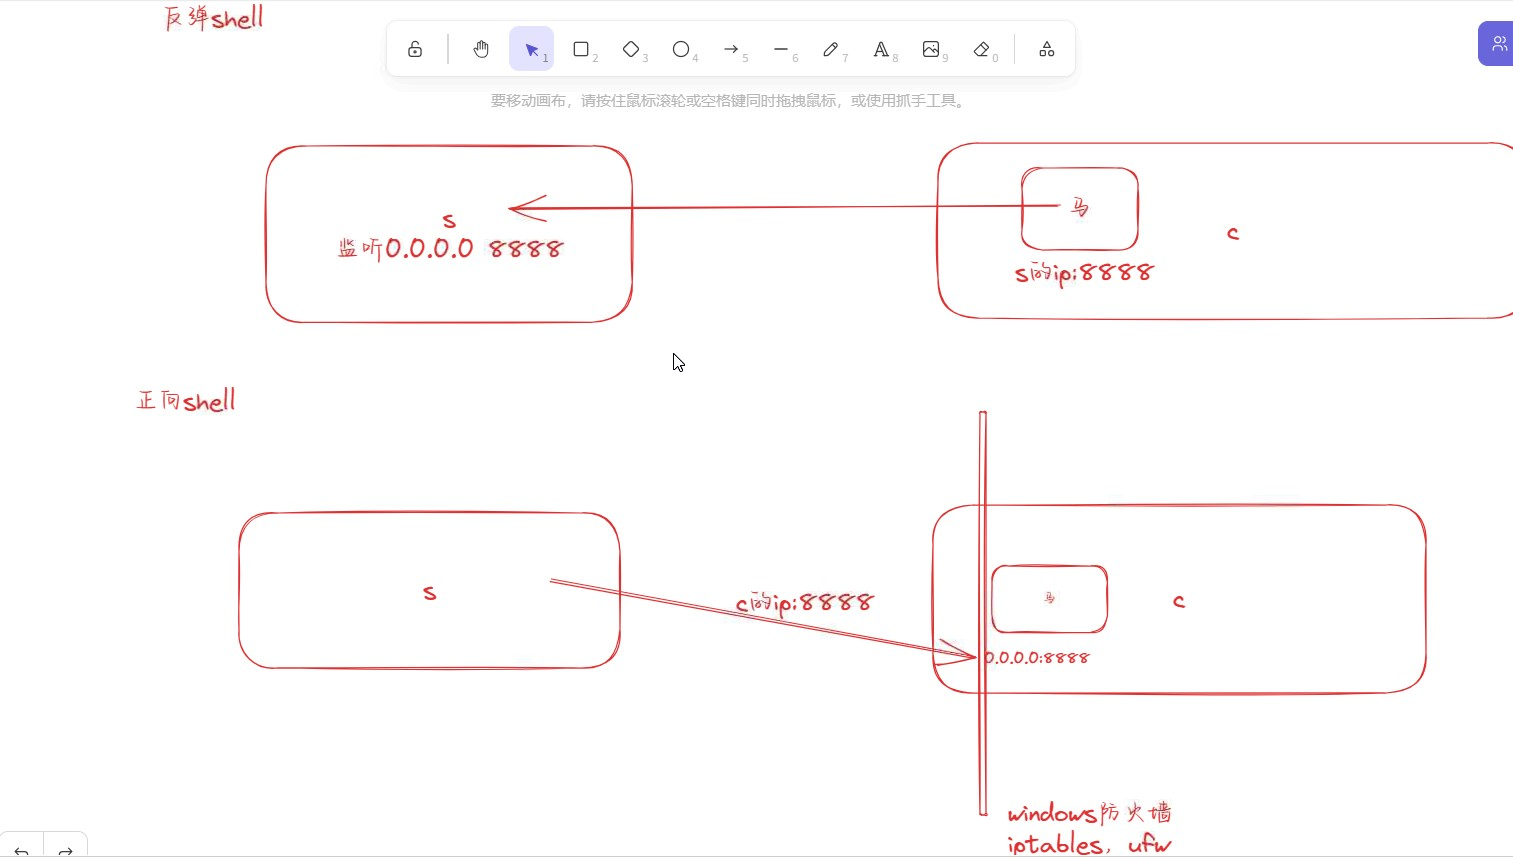 反弹shell
1
2
3
4
5
6
7
8
9
0
要移动画布，请按住鼠标滚轮或空格键同时拖拽鼠标，或使用抓手工具。
s
监听0.0.0.0 8888
马
c
s的ip:8888
正向shell
s
c的ip:8888
马
c
0.0.0.0:8888
windows防火墙
iptables，ufw